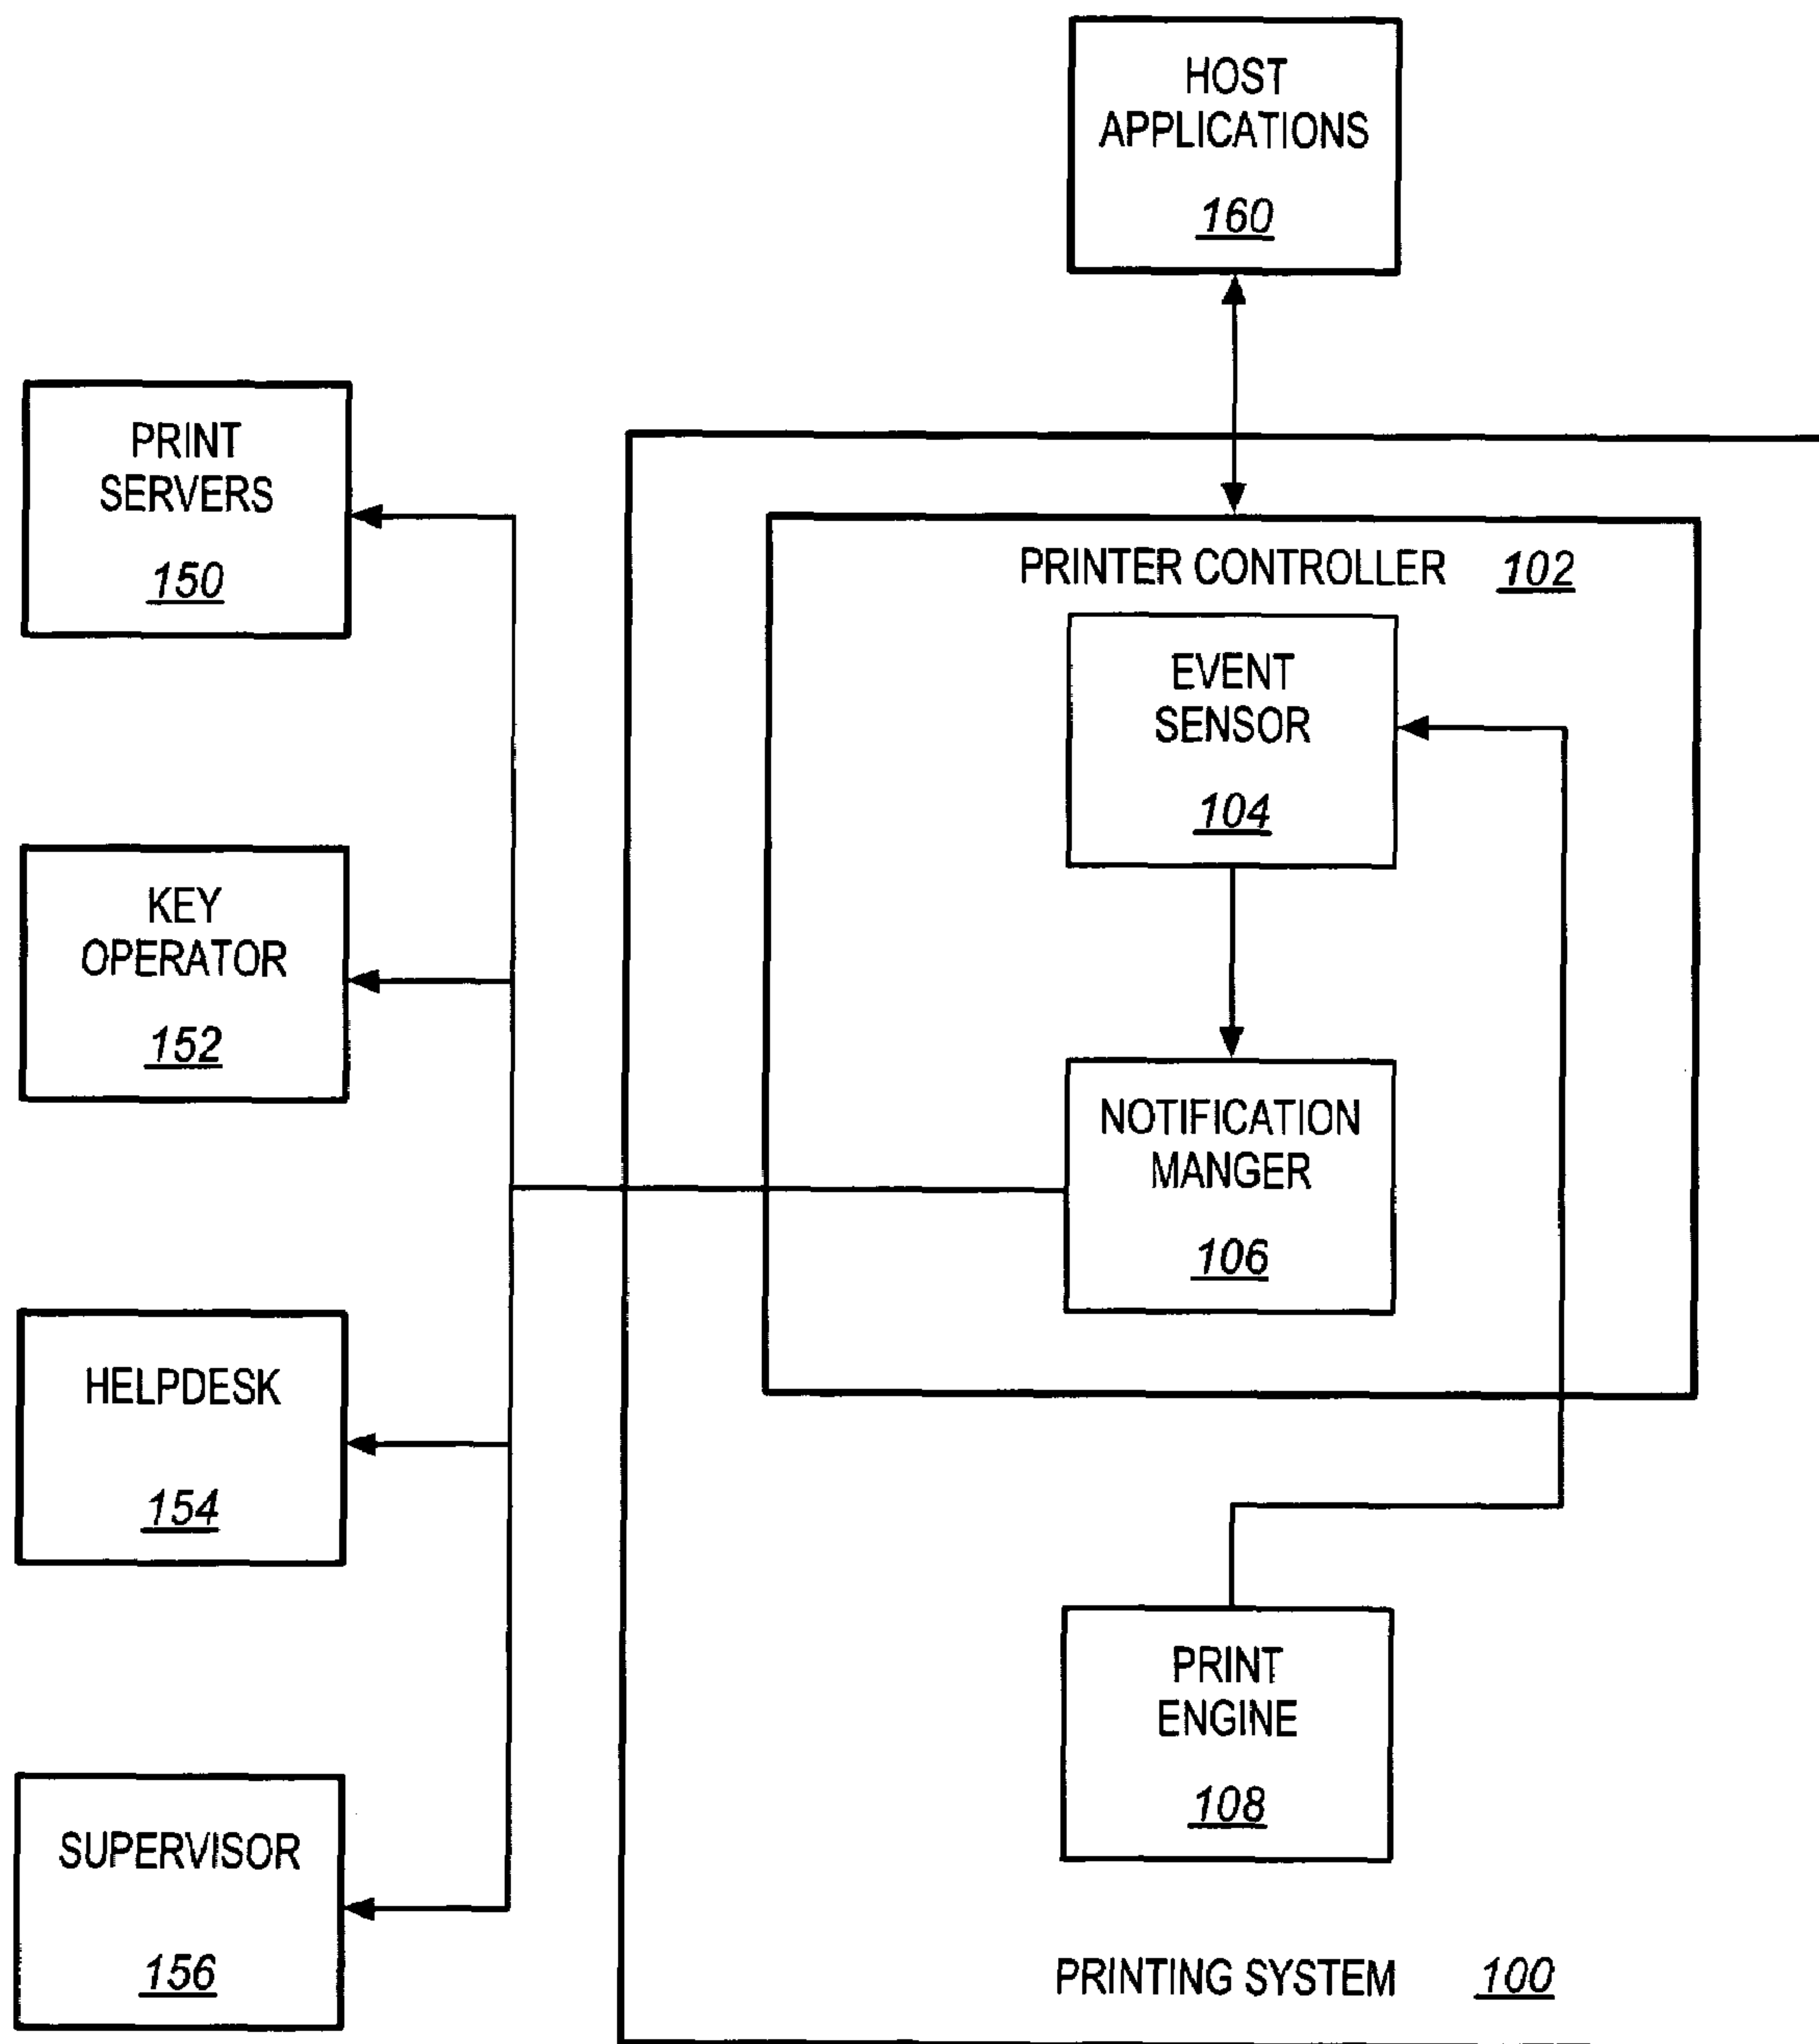 HOST
APPLICATIONS
160
PRINT
SERVERS
150
PRINTER CONTROLLER 102
EVENT
SENSOR
104
KEY
OPERATOR
152
NOTIFICATION
MANGER
106
HELPDESK
154
PRINT
ENGINE
108
SUPERVISOR
156
PRINTING SYSTEM 100